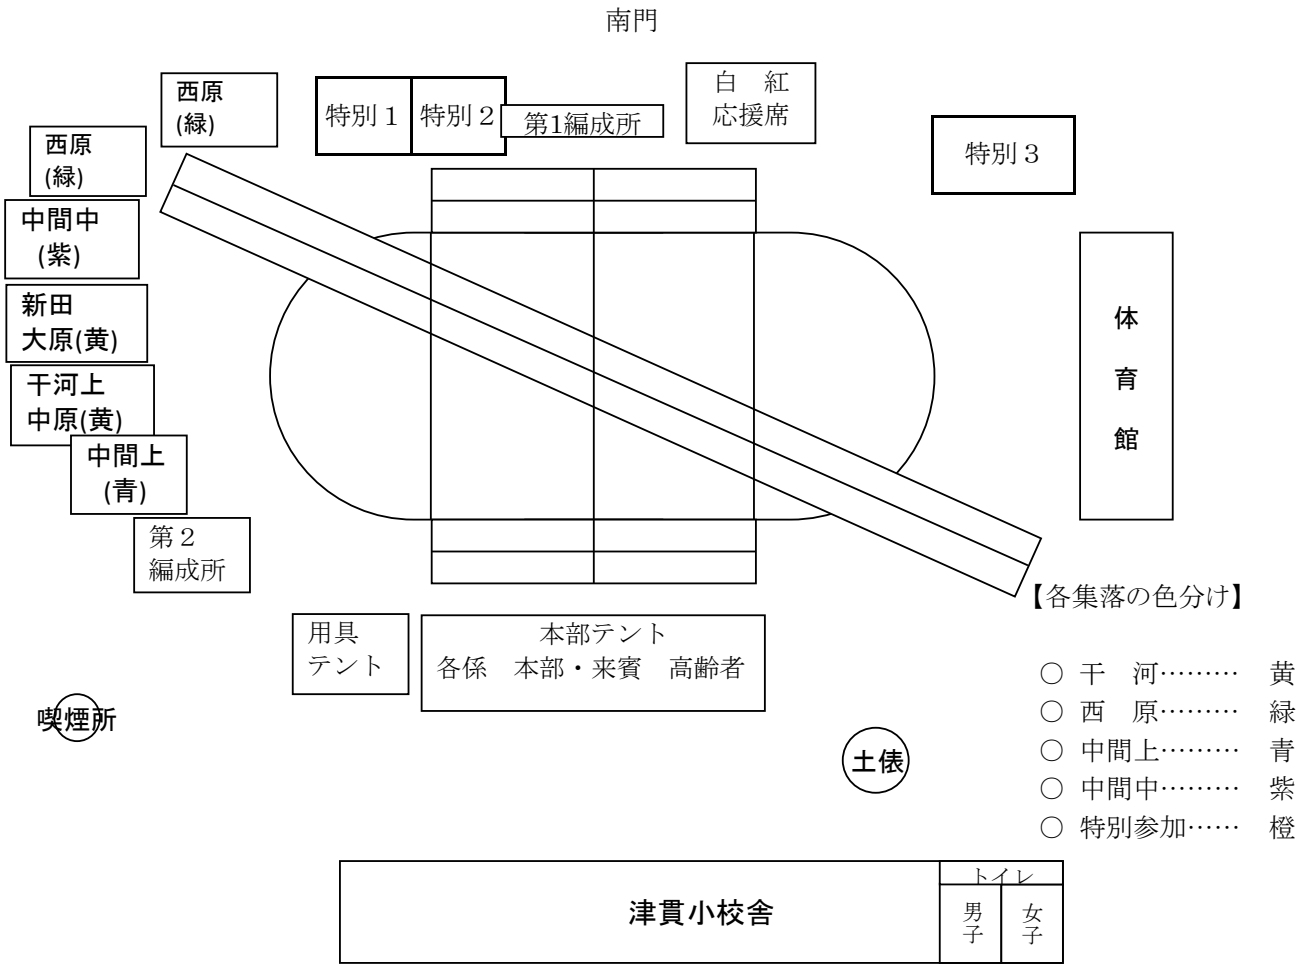 南門
西原
(緑)
特別１
特別２
第1編成所
白　紅
応援席
特別３
西原
(緑)
中間中
(紫)
新田
大原(黄)
干河上
中原(黄)
中間上
(青)
第２
編成所
体
育
館
用具
テント
本部テント
各係　本部・来賓　高齢者
喫煙所
土俵
【各集落の色分け】
○ 干　河………　黄
○ 西　原………　緑
○ 中間上………　青
○ 中間中………　紫
○ 特別参加……　橙
津貫小校舎
トイレ
男子
女子